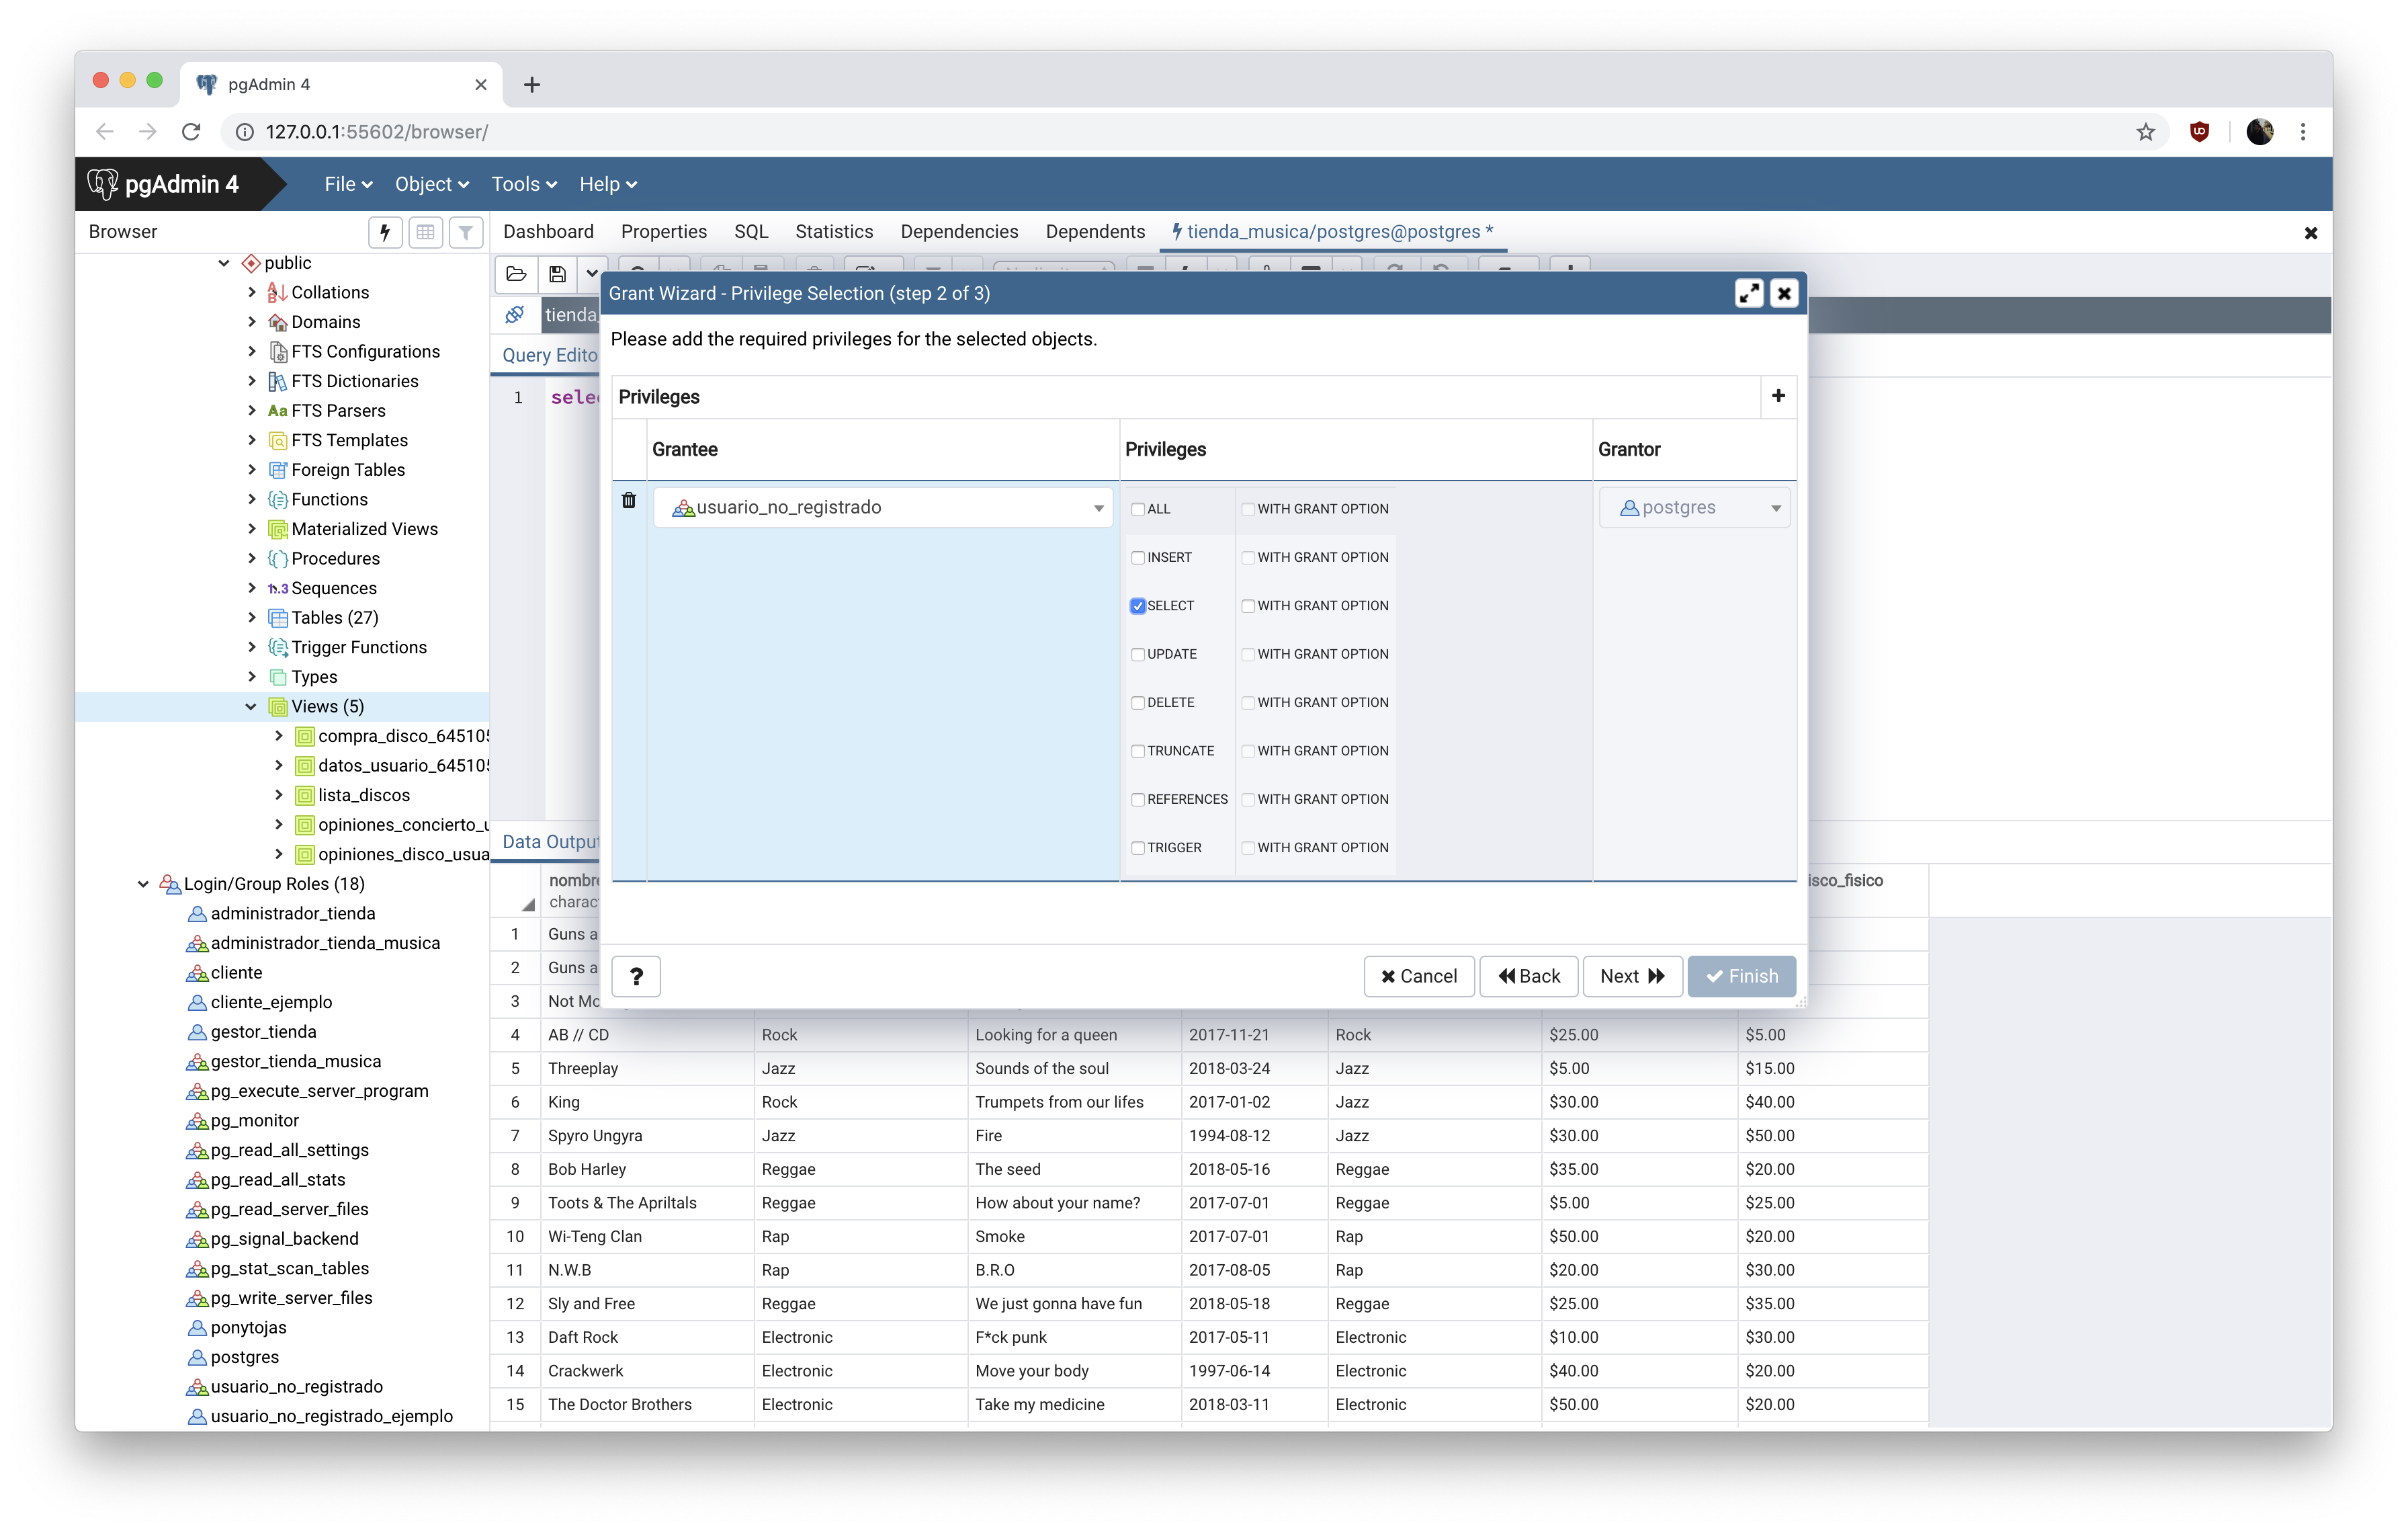 pgAdmin 4
127.0.0.1:55602/browser/
pgAdmin 4
File Object Tools Help
Browser
Dashboard Properties SQL Statistics Dependencies Dependents tienda_musica/postgres@postgres *
public
Collations
Domains
FTS Configurations
FTS Dictionaries
Aa FTS Parsers
FTS Templates
Foreign Tables
Functions
Materialized Views
Procedures
1..3 Sequences
Tables (27)
Trigger Functions
Types
Views (5)
compra_disco_645105
datos_usuario_645105
lista_discos
opiniones_concierto_u
opiniones_disco_usua
Login/Group Roles (18)
administrador_tienda
administrador_tienda_musica
cliente
cliente_ejemplo
gestor_tienda
gestor_tienda_musica
pg_execute_server_program
pg_monitor
pg_read_all_settings
pg_read_all_stats
pg_read_server_files
pg_signal_backend
pg_stat_scan_tables
pg_write_server_files
ponytojas
postgres
usuario_no_registrado
usuario_no_registrado_ejemplo
tienda_
Query Edito
1 selec
Grant Wizard - Privilege Selection (step 2 of 3)
Please add the required privileges for the selected objects.
Privileges
Grantee Privileges Grantor
usuario_no_registrado
ALL WITH GRANT OPTION
postgres
INSERT WITH GRANT OPTION
SELECT WITH GRANT OPTION
UPDATE WITH GRANT OPTION
DELETE WITH GRANT OPTION
TRUNCATE WITH GRANT OPTION
REFERENCES WITH GRANT OPTION
TRIGGER WITH GRANT OPTION
? Cancel Back Next Finish
Data Output
nombre
charact
isco_fisico
1 Guns a
2 Guns a
3 Not Mo
4 AB // CD Rock Looking for a queen 2017-11-21 Rock $25.00 $5.00
5 Threeplay Jazz Sounds of the soul 2018-03-24 Jazz $5.00 $15.00
6 King Rock Trumpets from our lifes 2017-01-02 Jazz $30.00 $40.00
7 Spyro Ungyra Jazz Fire 1994-08-12 Jazz $30.00 $50.00
8 Bob Harley Reggae The seed 2018-05-16 Reggae $35.00 $20.00
9 Toots & The Apriltals Reggae How about your name? 2017-07-01 Reggae $5.00 $25.00
10 Wi-Teng Clan Rap Smoke 2017-07-01 Rap $50.00 $20.00
11 N.W.B Rap B.R.O 2017-08-05 Rap $20.00 $30.00
12 Sly and Free Reggae We just gonna have fun 2018-05-18 Reggae $25.00 $35.00
13 Daft Rock Electronic F*ck punk 2017-05-11 Electronic $10.00 $30.00
14 Crackwerk Electronic Move your body 1997-06-14 Electronic $40.00 $20.00
15 The Doctor Brothers Electronic Take my medicine 2018-03-11 Electronic $50.00 $20.00